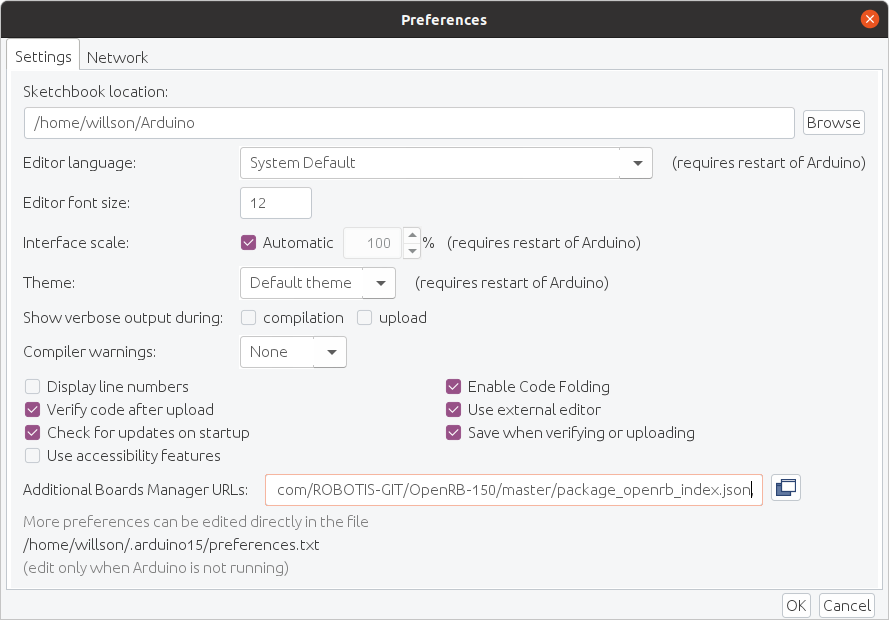 Preferences
Settings Network
Sketchbook location:
/home/willson/Arduino Browse
Editor language: System Default (requires restart of Arduino)
Editor font size: 12
Interface scale: Automatic 100 % (requires restart of Arduino)
Theme: Default theme (requires restart of Arduino)
Show verbose output during: compilation upload
Compiler warnings: None
Display line numbers Enable Code Folding
Verify code after upload Use external editor
Check for updates on startup Save when verifying or uploading
Use accessibility features
Additional Boards Manager URLs: com/ROBOTIS-GIT/OpenRB-150/master/package_openrb_index.json,
More preferences can be edited directly in the file
/home/willson/.arduino15/preferences.txt
(edit only when Arduino is not running)
OK Cancel